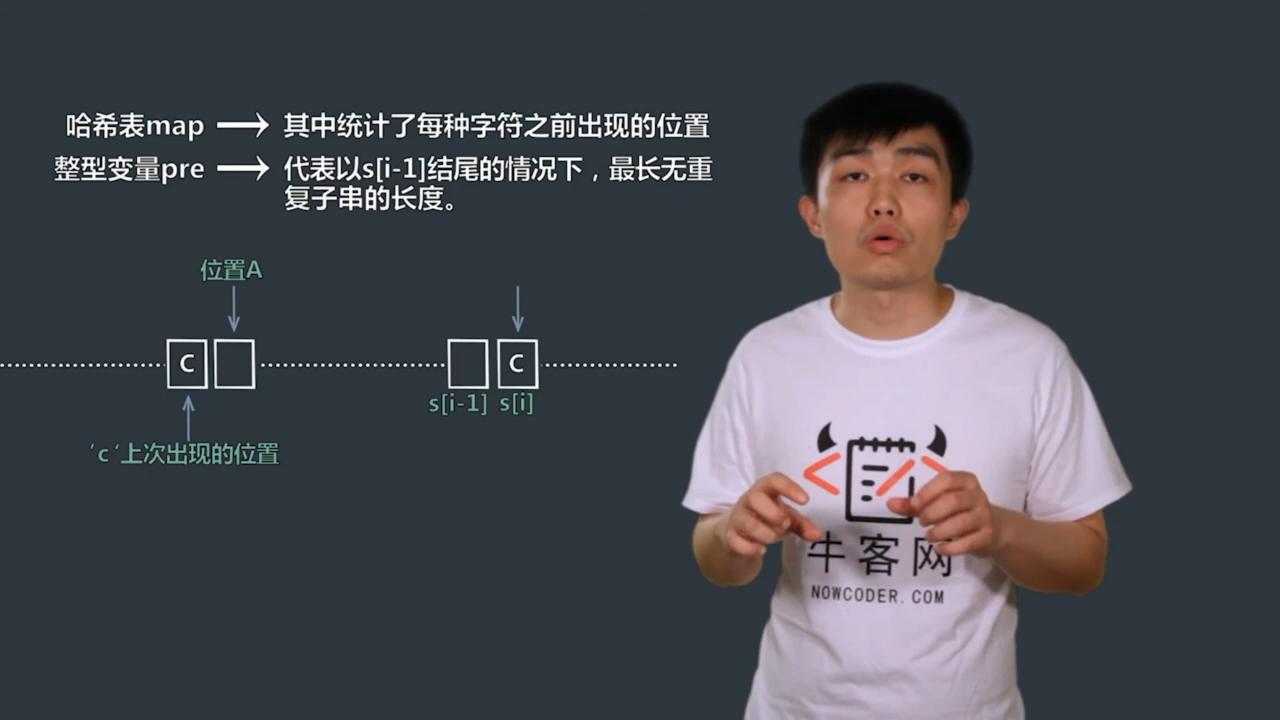 哈希表map → 其中统计了每种字符之前出现的位置
整型变量pre → 代表以s[i-1]结尾的情况下，最长无重
复子串的长度。
位置A
C
C
s[i-1] s[i]
‘c‘上次出现的位置
牛客网
NOWCODER.COM